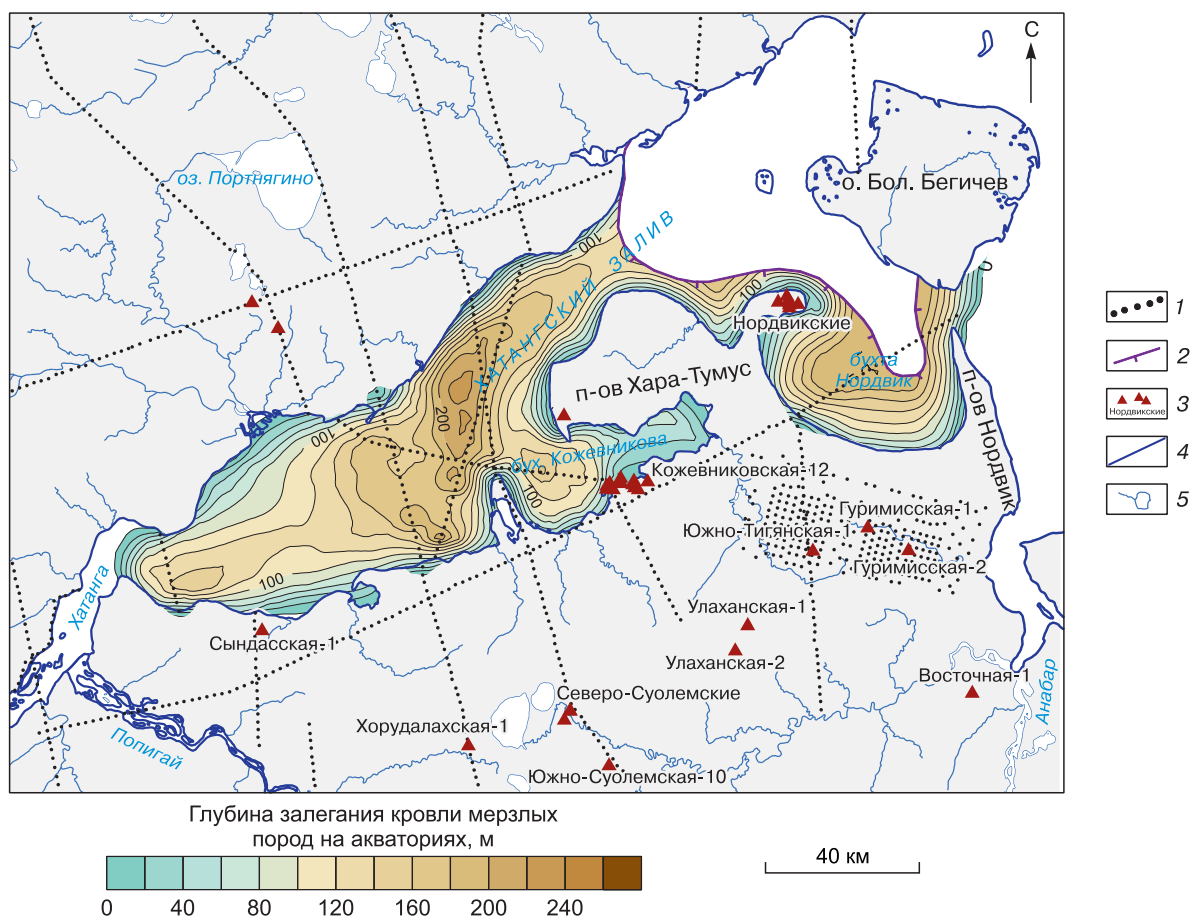 С
оз. Портнягино
о. Бол. Бегичев
ХАТАНГСКИЙ ЗАЛИВ
100
0
100
Нордвикские
бухта
Нордвик
п-ов Хара-Тумус
п-ов Нордвик
200
100
бух. Кожевникова
100
Кожевниковская-12
Гуримисская-1
Южно-Тигянская-1
Гуримисская-2
100
Хатанга
Сындасская-1
Улаханская-1
Улаханская-2
Восточная-1
Анабар
Северо-Суолемские
Хорудалахская-1
Попигай
Южно-Суолемская-10
1
2
Нордвикские
3
4
5
Глубина залегания кровли мерзлых
пород на акваториях, м
0 40 80 120 160 200 240
40 км